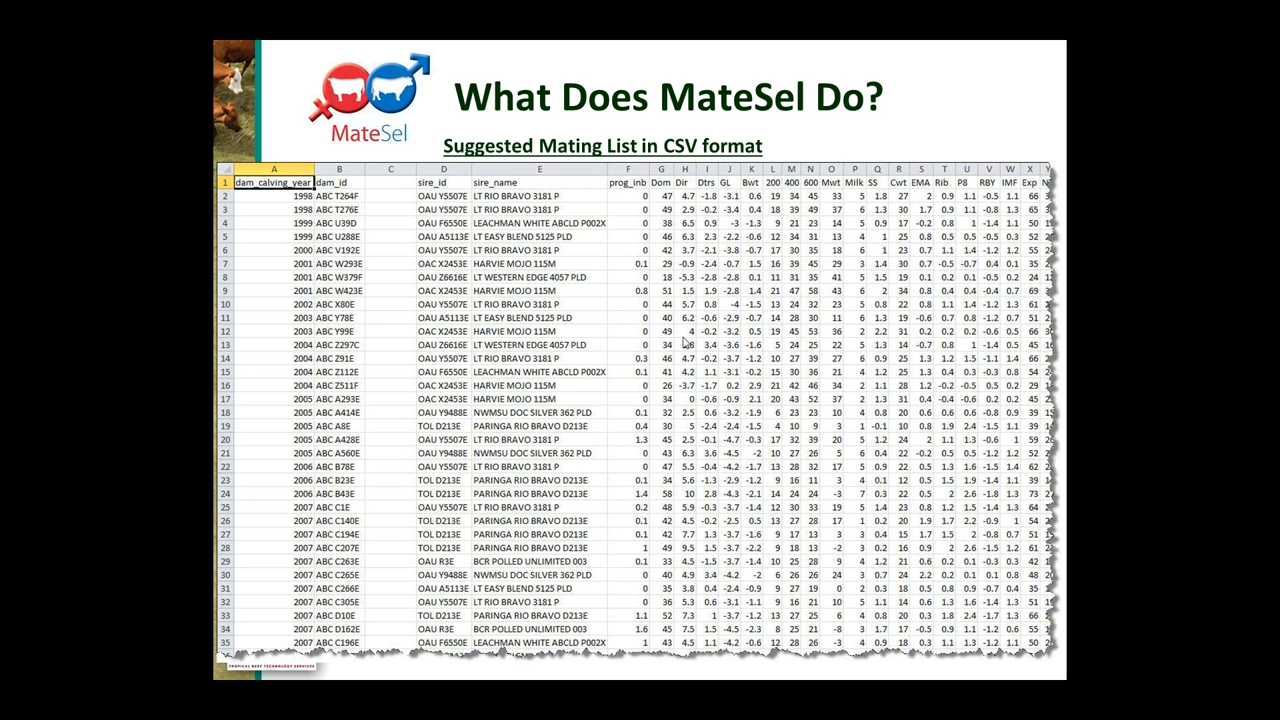 What Does MateSel Do?
MateSel
Suggested Mating List in CSV format
A B C D E F G H I J K L M N O P Q R S T U V W X Y
1 dam_calving_year dam_id sire_id sire_name prog_inb Dom Dir Dtrs GL Bwt 200 400 600 Mwt Milk SS Cwt EMA Rib P8 RBY IMF Exp
2 1998 ABC T264F OAU Y5507E LT RIO BRAVO 3181 P 0 47 4.7 -1.8 -3.1 0.6 19 34 45 33 5 1.8 27 2 0.9 1.1 -0.5 1.1 66
3 1998 ABC T276E OAU Y5507E LT RIO BRAVO 3181 P 0 49 2.9 -0.2 -3.4 0.4 18 39 49 37 6 1.3 30 1.7 0.9 1.1 -0.8 1.3 65
4 1999 ABC U39D OAU F6550E LEACHMAN WHITE ABCLD P002X 0 38 6.5 0.9 -3 -1.3 9 21 23 14 5 0.9 17 -0.2 0.8 1 -1.4 1.1 50
5 1999 ABC U288E OAU A5113E LT EASY BLEND 5125 PLD 0 46 6.3 2.3 -2.2 -0.6 12 34 31 13 4 1 25 0.8 0.5 -0.5 -0.5 0.3 52
6 2000 ABC V192E OAU Y5507E LT RIO BRAVO 3181 P 0 42 3.7 -2.1 -3.8 -0.7 17 30 35 18 6 1 23 0.7 1.1 1.4 -1.2 1.2 55
7 2001 ABC W293E OAC X2453E HARVIE MOJO 115M 0.1 29 -0.9 -2.4 -0.7 1.5 16 39 45 29 3 1.4 30 0.7 -0.5 -0.7 0.4 0.1 35
8 2001 ABC W379F OAU Z6616E LT WESTERN EDGE 4057 PLD 0 18 -5.3 -2.8 -2.8 0.1 11 31 35 41 5 1.5 19 0.1 0.2 0.1 -0.5 0.2 24
9 2001 ABC W423E OAC X2453E HARVIE MOJO 115M 0.8 51 1.5 1.9 -2.8 1.4 21 47 58 43 6 2 34 0.8 0.4 0.4 -0.4 0.7 69
10 2002 ABC X80E OAU Y5507E LT RIO BRAVO 3181 P 0 44 5.7 0.8 -4 -1.5 13 24 32 23 5 0.8 22 0.8 1.1 1.4 -1.3 1.3 61
11 2003 ABC Y78E OAU A5113E LT EASY BLEND 5125 PLD 0 40 6.2 -0.6 -2.9 -0.7 14 28 30 11 6 1.3 19 -0.6 0.7 0.8 -1.2 0.7 51
12 2003 ABC Y99E OAC X2453E HARVIE MOJO 115M 0 49 4 -0.2 -3.2 0.5 19 45 53 36 2 2.2 31 0.2 0.2 0.2 -0.6 0.5 66
13 2004 ABC Z297C OAU Z6616E LT WESTERN EDGE 4057 PLD 0 34 3.4 -3.6 -1.6 5 24 25 22 5 1.3 14 -0.7 0.8 1 -1.4 0.5 45
14 2004 ABC Z91E OAU Y5507E LT RIO BRAVO 3181 P 0.3 46 4.7 -0.2 -3.7 -1.2 10 27 39 27 6 0.9 25 1.3 1.2 1.5 -1.1 1.4 66
15 2004 ABC Z112E OAU F6550E LEACHMAN WHITE ABCLD P002X 0.1 41 4.2 1.1 -3.1 -0.2 15 30 36 21 4 1.2 25 1.3 0.4 0.3 -0.3 0.8 54
16 2004 ABC Z511F OAC X2453E HARVIE MOJO 115M 0 26 -3.7 -1.7 0.2 2.9 21 42 46 34 2 1.1 28 1.2 -0.2 -0.5 0.5 0.2 29
17 2005 ABC A293E OAC X2453E HARVIE MOJO 115M 0 34 0 -0.6 -0.9 2.1 20 43 52 37 2 1.3 31 0.4 -0.4 -0.6 0.1 0.2 45
18 2005 ABC A414E OAU Y9488E NWMSU DOC SILVER 362 PLD 0.1 32 2.5 0.6 -3.2 -1.9 6 23 23 10 4 0.8 20 0.6 0.6 0.6 -0.8 0.9 39
19 2005 ABC A8E TOL D213E PARINGA RIO BRAVO D213E 0.4 30 5 -2.4 -2.4 -1.5 4 10 9 3 1 -0.1 10 0.8 1.9 2.4 -1.5 1.1 39
20 2005 ABC A428E OAU Y5507E LT RIO BRAVO 3181 P 1.3 45 2.5 -0.1 -4.7 -0.3 17 32 39 20 5 1.2 24 2 1.1 1.3 -0.6 1 59
21 2005 ABC A560E OAU Y9488E NWMSU DOC SILVER 362 PLD 0 43 6.3 3.6 -4.5 -2 10 27 26 5 6 0.4 22 -0.2 0.5 0.5 -1.2 1.2 52
22 2006 ABC B78E OAU Y5507E LT RIO BRAVO 3181 P 0 47 5.5 0.4 -4.2 -1.7 13 28 32 17 5 0.9 22 0.5 1.3 1.6 -1.5 1.4 62
23 2006 ABC B23E TOL D213E PARINGA RIO BRAVO D213E 0.1 34 5.6 -1.3 -2.9 -1.2 9 16 11 3 4 0.1 12 0.5 1.5 1.9 -1.4 1.1 39
24 2006 ABC B43E TOL D213E PARINGA RIO BRAVO D213E 1.4 58 10 2.8 -4.3 -2.1 14 24 24 -3 7 0.3 22 0.5 2 2.6 -1.8 1.3 73
25 2007 ABC C1E OAU Y5507E LT RIO BRAVO 3181 P 0.2 48 5.9 -0.3 -3.7 -1.4 12 30 33 19 5 1.4 23 0.8 1.2 1.5 -1.4 1.3 64
26 2007 ABC C140E TOL D213E PARINGA RIO BRAVO D213E 0.1 42 4.5 -0.2 -2.5 0.5 13 27 28 17 1 0.2 20 1.9 1.7 2.2 -0.9 1 54
27 2007 ABC C194E TOL D213E PARINGA RIO BRAVO D213E 0.1 42 7.7 1.3 -3.7 -1.6 9 17 13 3 3 0.4 15 1.7 1.5 2 -0.8 -0.7 51
28 2007 ABC C207E TOL D213E PARINGA RIO BRAVO D213E 1 49 9.5 1.5 -3.7 -2.2 9 18 13 -2 3 0.2 16 0.9 2 2.6 -1.5 1.2 61
29 2007 ABC C263E OAU R3E BCR POLLED UNLIMITED 003 0.1 33 4.5 -1.5 -3.7 -1.4 10 25 28 9 4 1.2 21 0.6 0.2 0.1 -0.3 0.2 42
30 2007 ABC C265E OAU Y9488E NWMSU DOC SILVER 362 PLD 0 40 4.9 3.4 -4.2 -2 6 26 26 24 3 0.7 24 2.2 0.2 0.1 0.1 0.8 48
31 2007 ABC C266E OAU A5113E LT EASY BLEND 5125 PLD 0 35 3.8 0.4 -2.4 -0.9 9 27 19 0 2 0.3 18 0.5 0.8 0.9 -0.7 0.4 35
32 2007 ABC C305E OAU Y5507E LT RIO BRAVO 3181 P 0 36 5.3 0.6 -3.1 -1.1 9 16 21 10 5 1.1 14 0.6 1.3 1.6 -1.4 1.3 51
33 2007 ABC D10E TOL D213E PARINGA RIO BRAVO D213E 1.1 52 7.3 1 -3.7 -1.2 13 27 25 6 4 0.8 20 0.3 1.8 2.4 -1.7 1.3 66
34 2007 ABC D162E OAU R3E BCR POLLED UNLIMITED 003 1.6 45 7.5 1.5 -4.5 -2.3 8 25 21 -8 3 1.7 17 -0.5 0.9 1.1 -1.2 0.6 55
35 2007 ABC C196E OAU F6550E LEACHMAN WHITE ABCLD P002X 1 43 4.5 1.1 -4.2 -0.6 12 28 26 -3 4 0.9 18 0.3 1.1 1.3 -1.2 1 50
TROPICAL BEEF TECHNOLOGY SERVICES